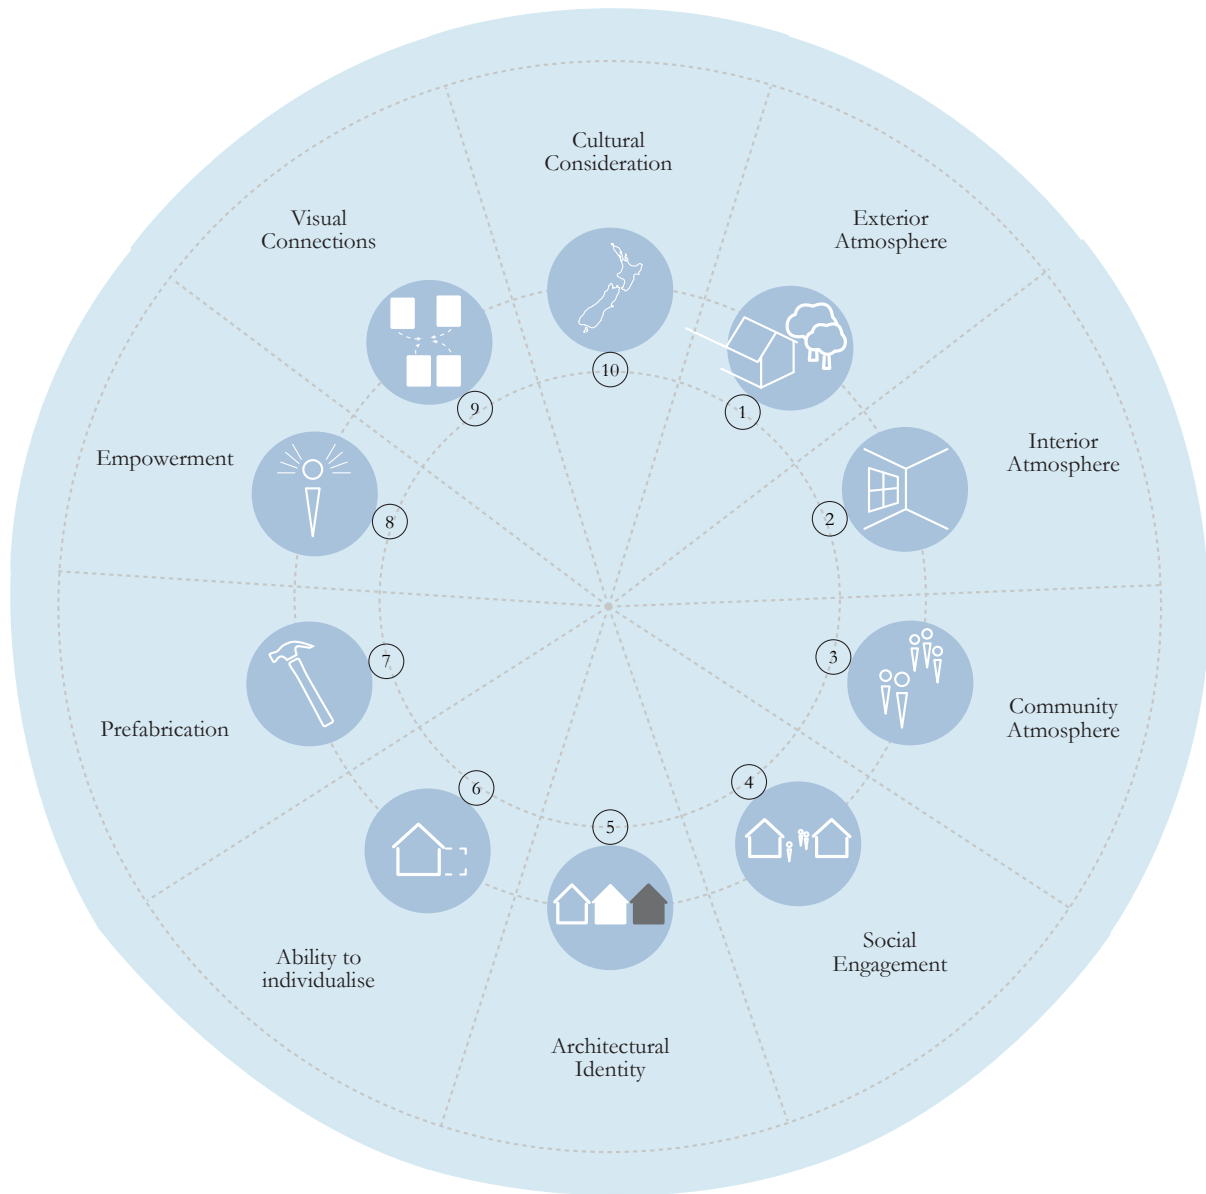 Cultural
Consideration
10
Exterior
Atmosphere
1
Interior
Atmosphere
2
Community
Atmosphere
3
Social
Engagement
4
Architectural
Identity
5
Ability to
individualise
6
Prefabrication
7
Empowerment
8
Visual
Connections
9